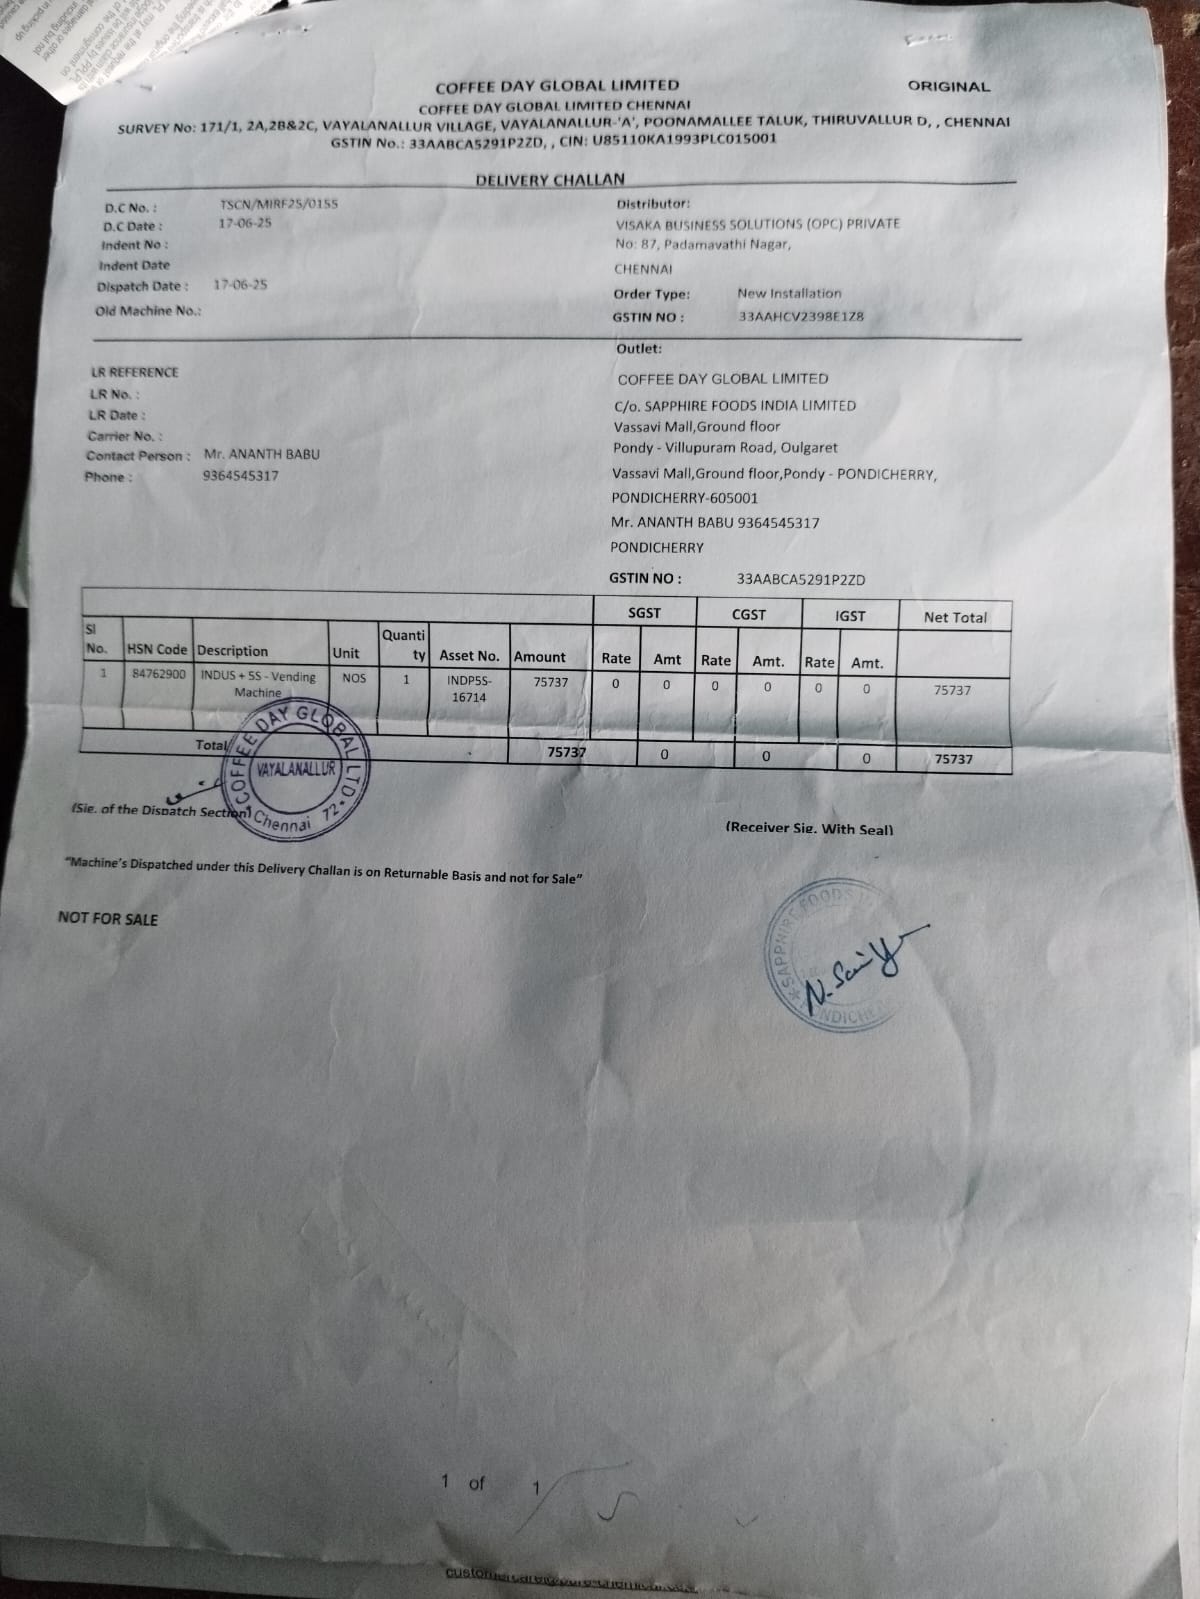 COFFEE DAY GLOBAL LIMITED
ORIGINAL
COFFEE DAY GLOBAL LIMITED CHENNAI
SURVEY No: 171/1, 2A,2B&2C, VAYALANALLUR VILLAGE, VAYALANALLUR-'A', POONAMALLEE TALUK, THIRUVALLUR D, , CHENNAI
GSTIN No.: 33AABCA5291P2ZD, , CIN: U85110KA1993PLC015001
DELIVERY CHALLAN
D.C No. : TSCN/MIRF25/0155
D.C Date : 17-06-25
Indent No :
Indent Date
Dispatch Date : 17-06-25
Old Machine No.:
Distributor:
VISAKA BUSINESS SOLUTIONS (OPC) PRIVATE
No: 87, Padamavathi Nagar,
CHENNAI
Order Type: New Installation
GSTIN NO : 33AAHCV2398E1Z8
LR REFERENCE
LR No. :
LR Date :
Carrier No. :
Contact Person : Mr. ANANTH BABU
Phone : 9364545317
Outlet:
COFFEE DAY GLOBAL LIMITED
C/o. SAPPHIRE FOODS INDIA LIMITED
Vassavi Mall,Ground floor
Pondy - Villupuram Road, Oulgaret
Vassavi Mall,Ground floor,Pondy - PONDICHERRY,
PONDICHERRY-605001
Mr. ANANTH BABU 9364545317
PONDICHERRY
GSTIN NO : 33AABCA5291P2ZD
SGST CGST IGST Net Total
Sl No. HSN Code Description Unit Quantity Asset No. Amount Rate Amt Rate Amt. Rate Amt.
1 84762900 INDUS + 5S - Vending Machine NOS 1 INDP5S-16714 75737 0 0 0 0 0 0 75737
Total 75737 0 0 0 75737
COFFEE DAY GLOBAL LTD
VAYALANALLUR
Chennai 72
(Sig. of the Dispatch Section)
(Receiver Sig. With Seal)
"Machine's Dispatched under this Delivery Challan is on Returnable Basis and not for Sale"
NOT FOR SALE
SAPPHIRE FOODS
1 of 1